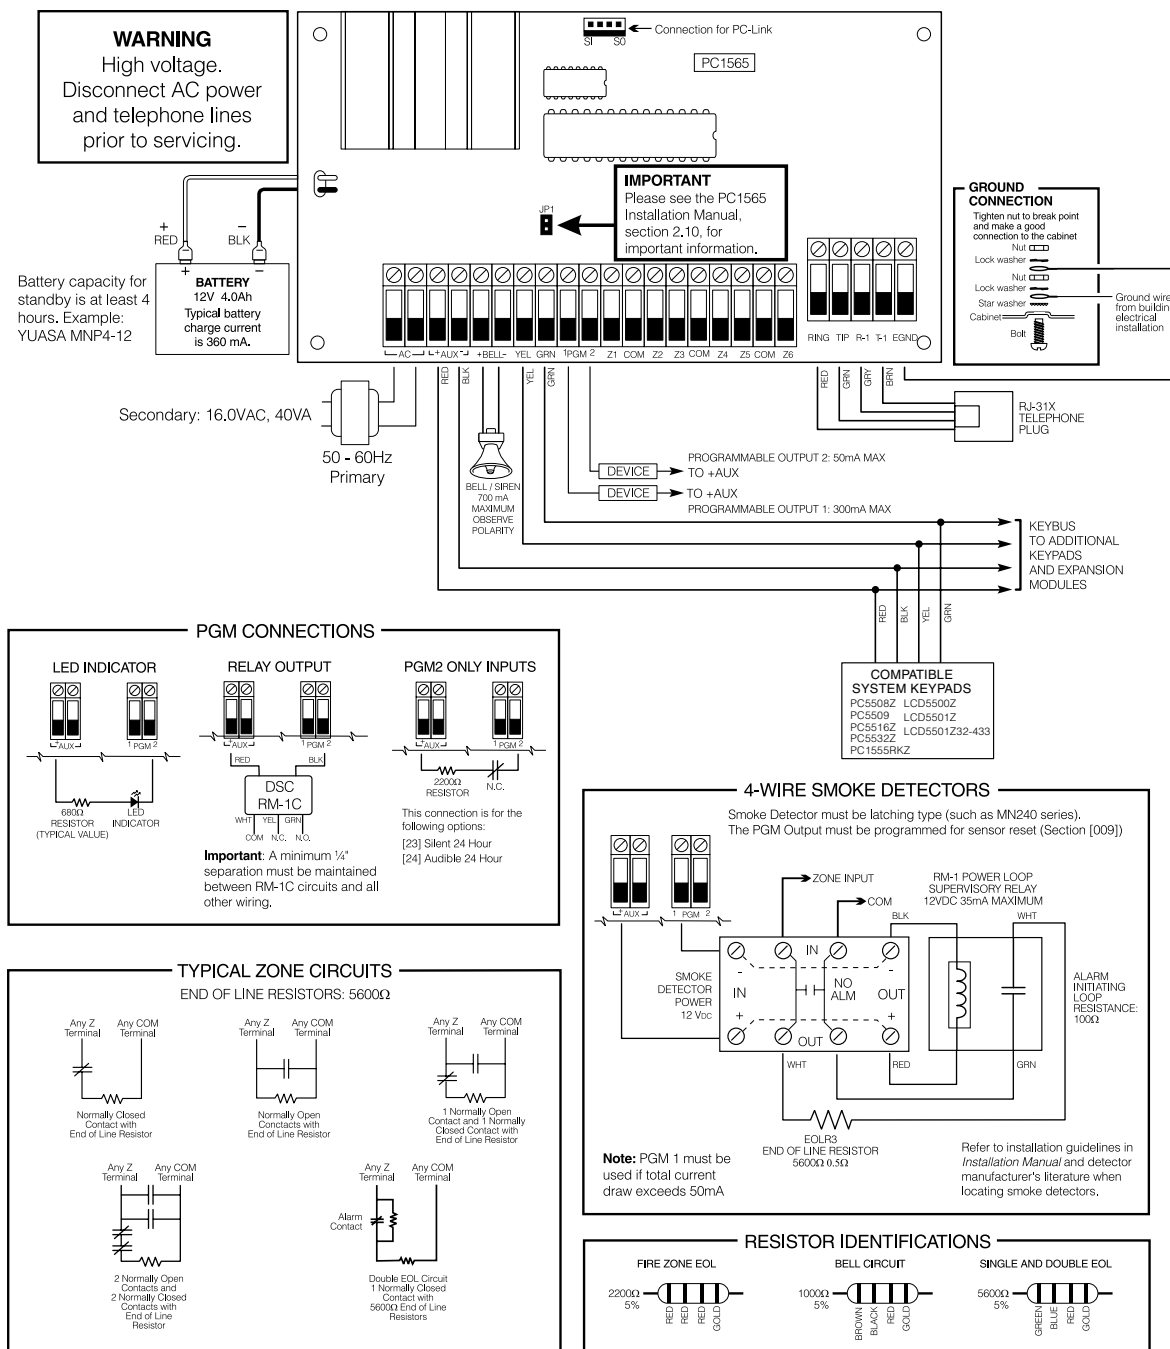 WARNING
High voltage.
Disconnect AC power
and telephone lines
prior to servicing.
SI SO
Connection for PC-Link
PC1565
IMPORTANT
Please see the PC1565
Installation Manual,
section 2.10, for
important information.
JP1
GROUND
CONNECTION
Tighten nut to break point
and make a good
connection to the cabinet
Nut
Lock washer
Nut
Lock washer
Star washer
Cabinet
Bolt
Ground wire
from building
electrical
installation
+ −
RED BLK
+ −
BATTERY
12V 4.0Ah
Typical battery
charge current
is 360 mA.
Battery capacity for
standby is at least 4
hours. Example:
YUASA MNP4-12
AC +AUX- +BELL- YEL GRN 1PGM 2 Z1 COM Z2 Z3 COM Z4 Z5 COM Z6
RING TIP R-1 T-1 EGND
RED BLK YEL GRN
RED GRN GRY BRN
RJ-31X
TELEPHONE
PLUG
Secondary: 16.0VAC, 40VA
50 - 60Hz
Primary
BELL / SIREN
700 mA
MAXIMUM
OBSERVE
POLARITY
PROGRAMMABLE OUTPUT 2: 50mA MAX
DEVICE TO +AUX
DEVICE TO +AUX
PROGRAMMABLE OUTPUT 1: 300mA MAX
KEYBUS
TO ADDITIONAL
KEYPADS
AND EXPANSION
MODULES
RED BLK YEL GRN
COMPATIBLE
SYSTEM KEYPADS
PC5508Z LCD5500Z
PC5509 LCD5501Z
PC5516Z LCD5501Z32-433
PC5532Z
PC1555RKZ
PGM CONNECTIONS
LED INDICATOR
+AUX- 1 PGM 2
680Ω
RESISTOR
(TYPICAL VALUE)
LED
INDICATOR
RELAY OUTPUT
+AUX- 1 PGM 2
RED BLK
DSC
RM-1C
WHT YEL GRN
COM N.C. N.O.
Important: A minimum ¼"
separation must be maintained
between RM-1C circuits and all
other wiring.
PGM2 ONLY INPUTS
+AUX- 1 PGM 2
2200Ω
RESISTOR
N.C.
This connection is for the
following options:
[23] Silent 24 Hour
[24] Audible 24 Hour
4-WIRE SMOKE DETECTORS
Smoke Detector must be latching type (such as MN240 series).
The PGM Output must be programmed for sensor reset (Section [009])
+ AUX - 1 PGM 2
ZONE INPUT
COM
RM-1 POWER LOOP
SUPERVISORY RELAY
12VDC 35mA MAXIMUM
BLK WHT
SMOKE
DETECTOR
POWER
12 VDC
IN
- -
IN NO
ALM OUT
+ +
OUT
WHT RED GRN
ALARM
INITIATING
LOOP
RESISTANCE:
100Ω
EOLR3
END OF LINE RESISTOR
5600Ω 0.5Ω
Note: PGM 1 must be
used if total current
draw exceeds 50mA
Refer to installation guidelines in
Installation Manual and detector
manufacturer's literature when
locating smoke detectors.
TYPICAL ZONE CIRCUITS
END OF LINE RESISTORS: 5600Ω
Any Z
Terminal
Any COM
Terminal
Normally Closed
Contact with
End of Line Resistor
Any Z
Terminal
Any COM
Terminal
Normally Open
Conctacts with
End of Line Resistor
Any Z
Terminal
Any COM
Terminal
1 Normally Open
Contact and 1 Normally
Closed Contact with
End of Line Resistor
Any Z
Terminal
Any COM
Terminal
2 Normally Open
Contacts and
2 Normally Closed
Contacts with
End of Line
Resistor
Any Z
Terminal
Any COM
Terminal
Alarm
Contact
Double EOL Circuit
1 Normally Closed
Contact with
5600Ω End of Line
Resistors
RESISTOR IDENTIFICATIONS
FIRE ZONE EOL
2200Ω
5%
RED RED RED GOLD
BELL CIRCUIT
1000Ω
5%
BROWN BLACK RED GOLD
SINGLE AND DOUBLE EOL
5600Ω
5%
GREEN BLUE RED GOLD